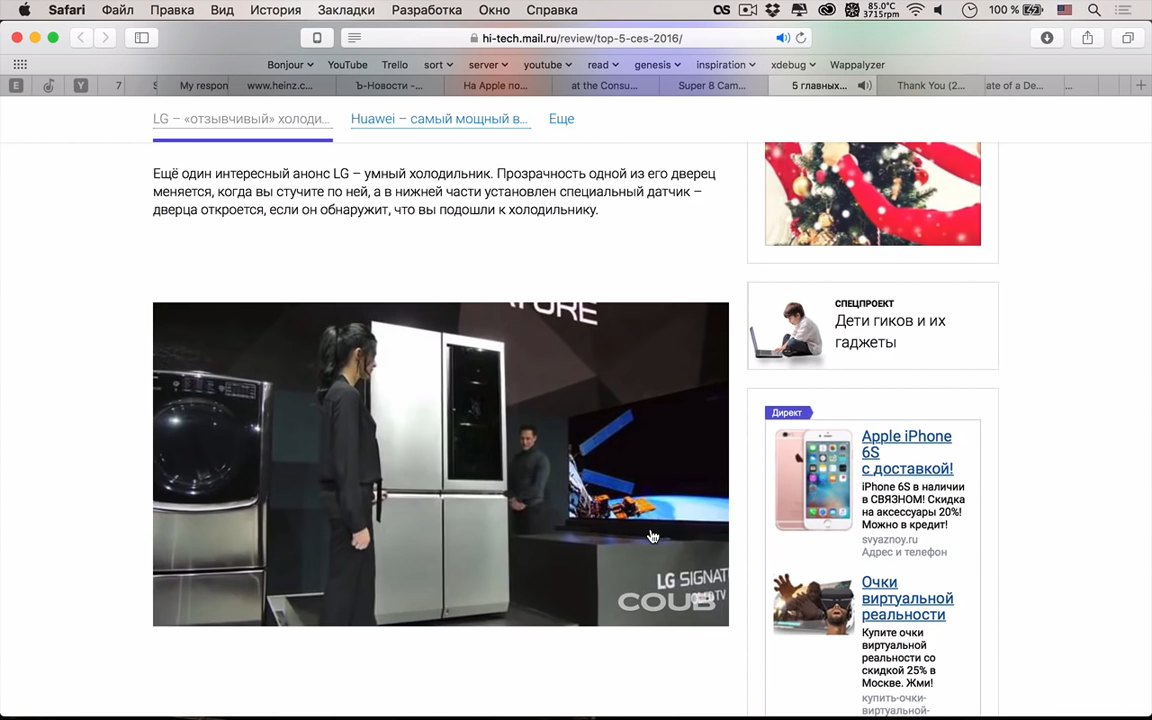 Safari Файл Правка Вид История Закладки Разработка Окно Справка
85.0°C
3715rpm
100 %
hi-tech.mail.ru/review/top-5-ces-2016/
Bonjour YouTube Trello sort server youtube read genesis inspiration xdebug Wappalyzer
E Y 7 My respon www.heinz.c... Ъ-Новости -... На Apple по... at the Consu... Super 8 Cam... 5 главных... Thank You (2... ate of a De... ...
LG – «отзывчивый» холоди... Huawei – самый мощный в... Еще
Ещё один интересный анонс LG – умный холодильник. Прозрачность одной из его дверец
меняется, когда вы стучите по ней, а в нижней части установлен специальный датчик –
дверца откроется, если он обнаружит, что вы подошли к холодильнику.
LG SIGNAT
COUB
СПЕЦПРОЕКТ
Дети гиков и их
гаджеты
Директ
Apple iPhone
6S
с доставкой!
iPhone 6S в наличии
в СВЯЗНОМ! Скидка
на аксессуары 20%!
Можно в кредит!
svyaznoy.ru
Адрес и телефон
Очки
виртуальной
реальности
Купите очки
виртуальной
реальности со
скидкой 25% в
Москве. Жми!
купить-очки-
виртуальной-